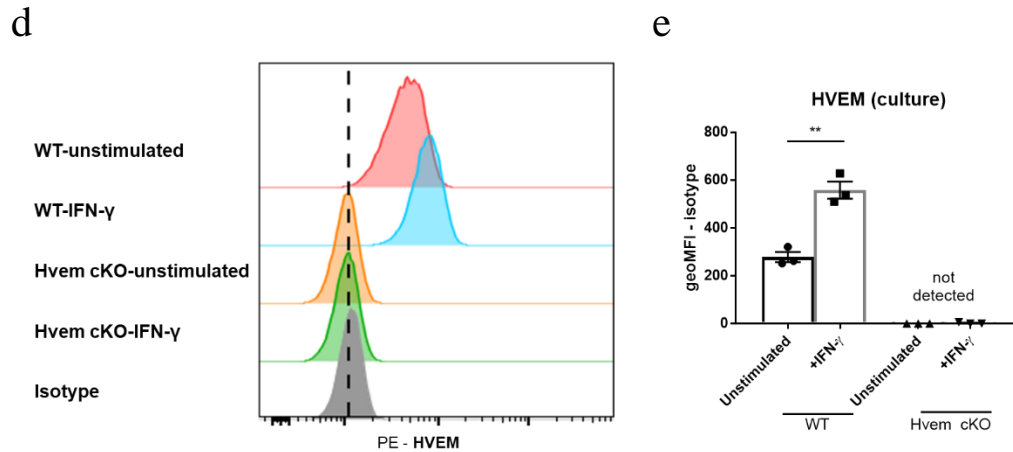 d
WT-unstimulated
WT-IFN-γ
Hvem cKO-unstimulated
Hvem cKO-IFN-γ
Isotype
PE - HVEM
e
HVEM (culture)
geoMFI - isotype
800
600
400
200
0
**
not
detected
Unstimulated
+IFN-γ
Unstimulated
+IFN-γ
WT
Hvem cKO